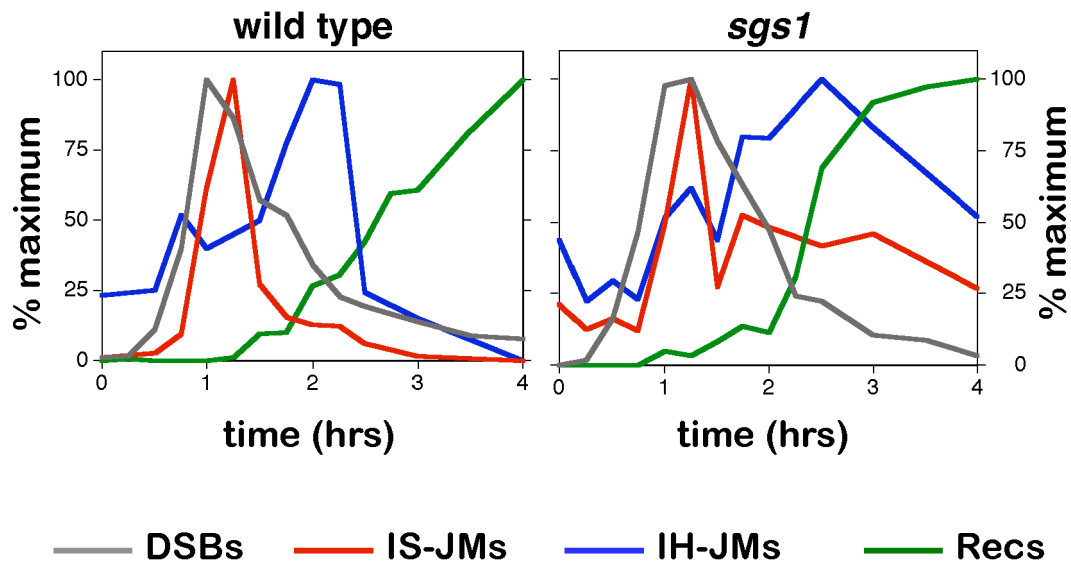 wild type
sgs1
% maximum
100
75
50
25
0
0 1 2 3 4
time (hrs)
100
75
50
25
0
0 1 2 3 4
time (hrs)
% maximum
DSBs IS-JMs IH-JMs Recs